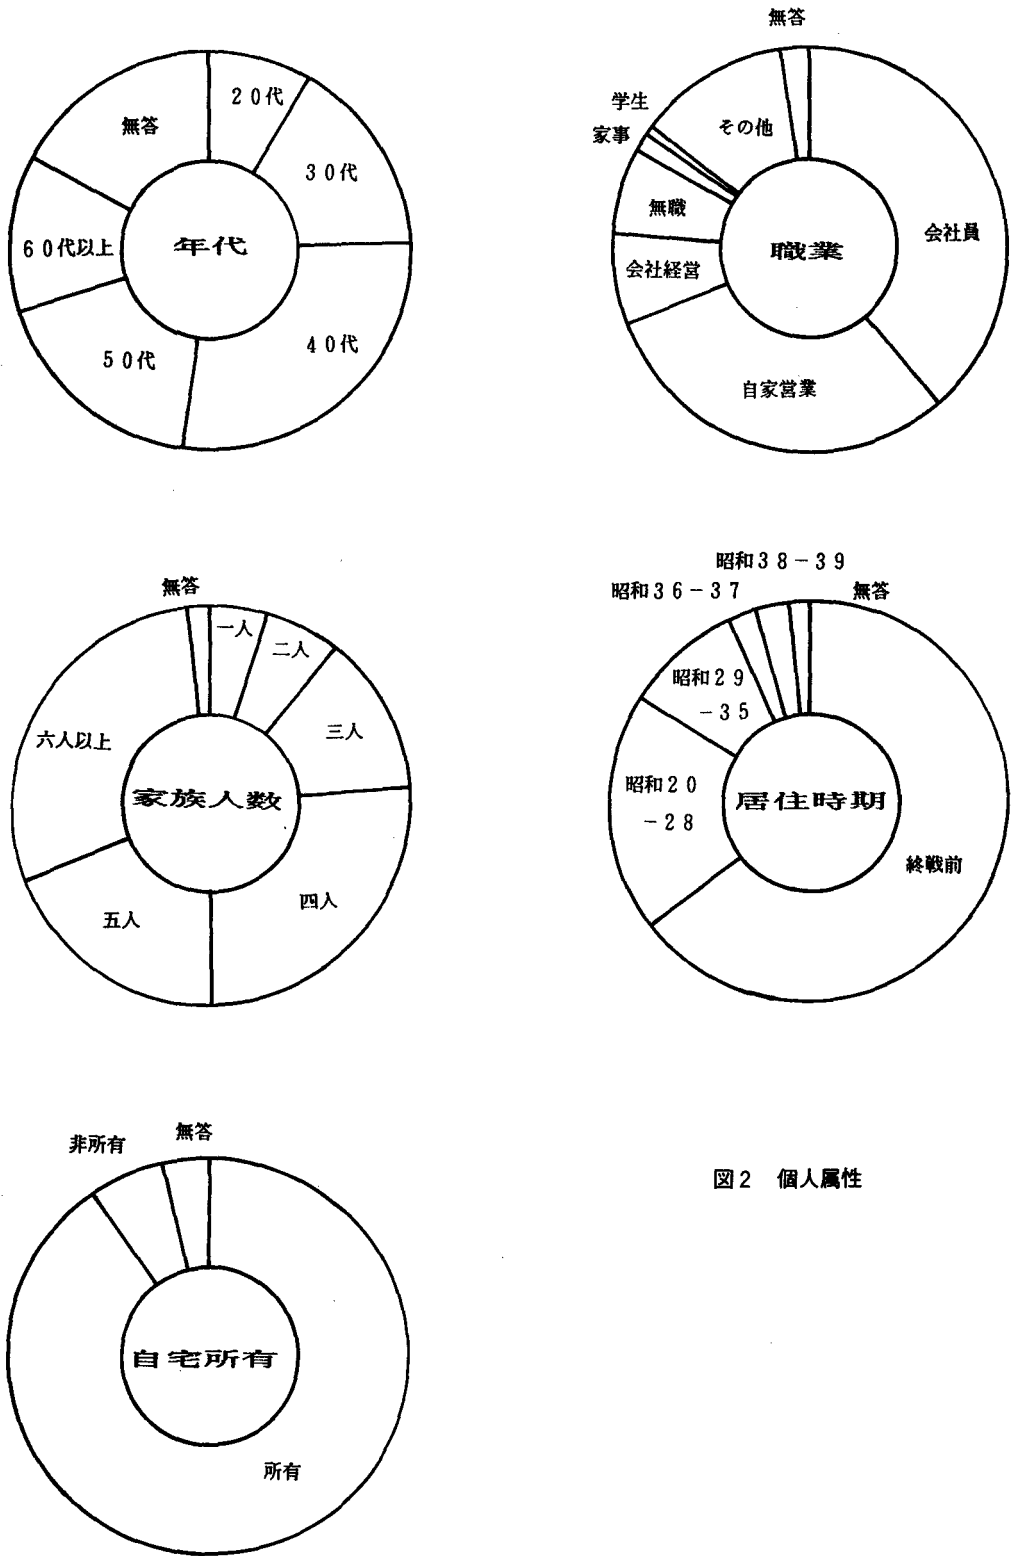 無答
20代
30代
40代
50代
60代以上
年代
無答
会社員
自家営業
会社経営
無職
家事
学生
その他
職業
無答
一人
二人
三人
四人
五人
六人以上
家族人数
昭和38−39
昭和36−37
無答
昭和29
−35
昭和20
−28
終戦前
居住時期
非所有
無答
所有
自宅所有
図2 個人属性